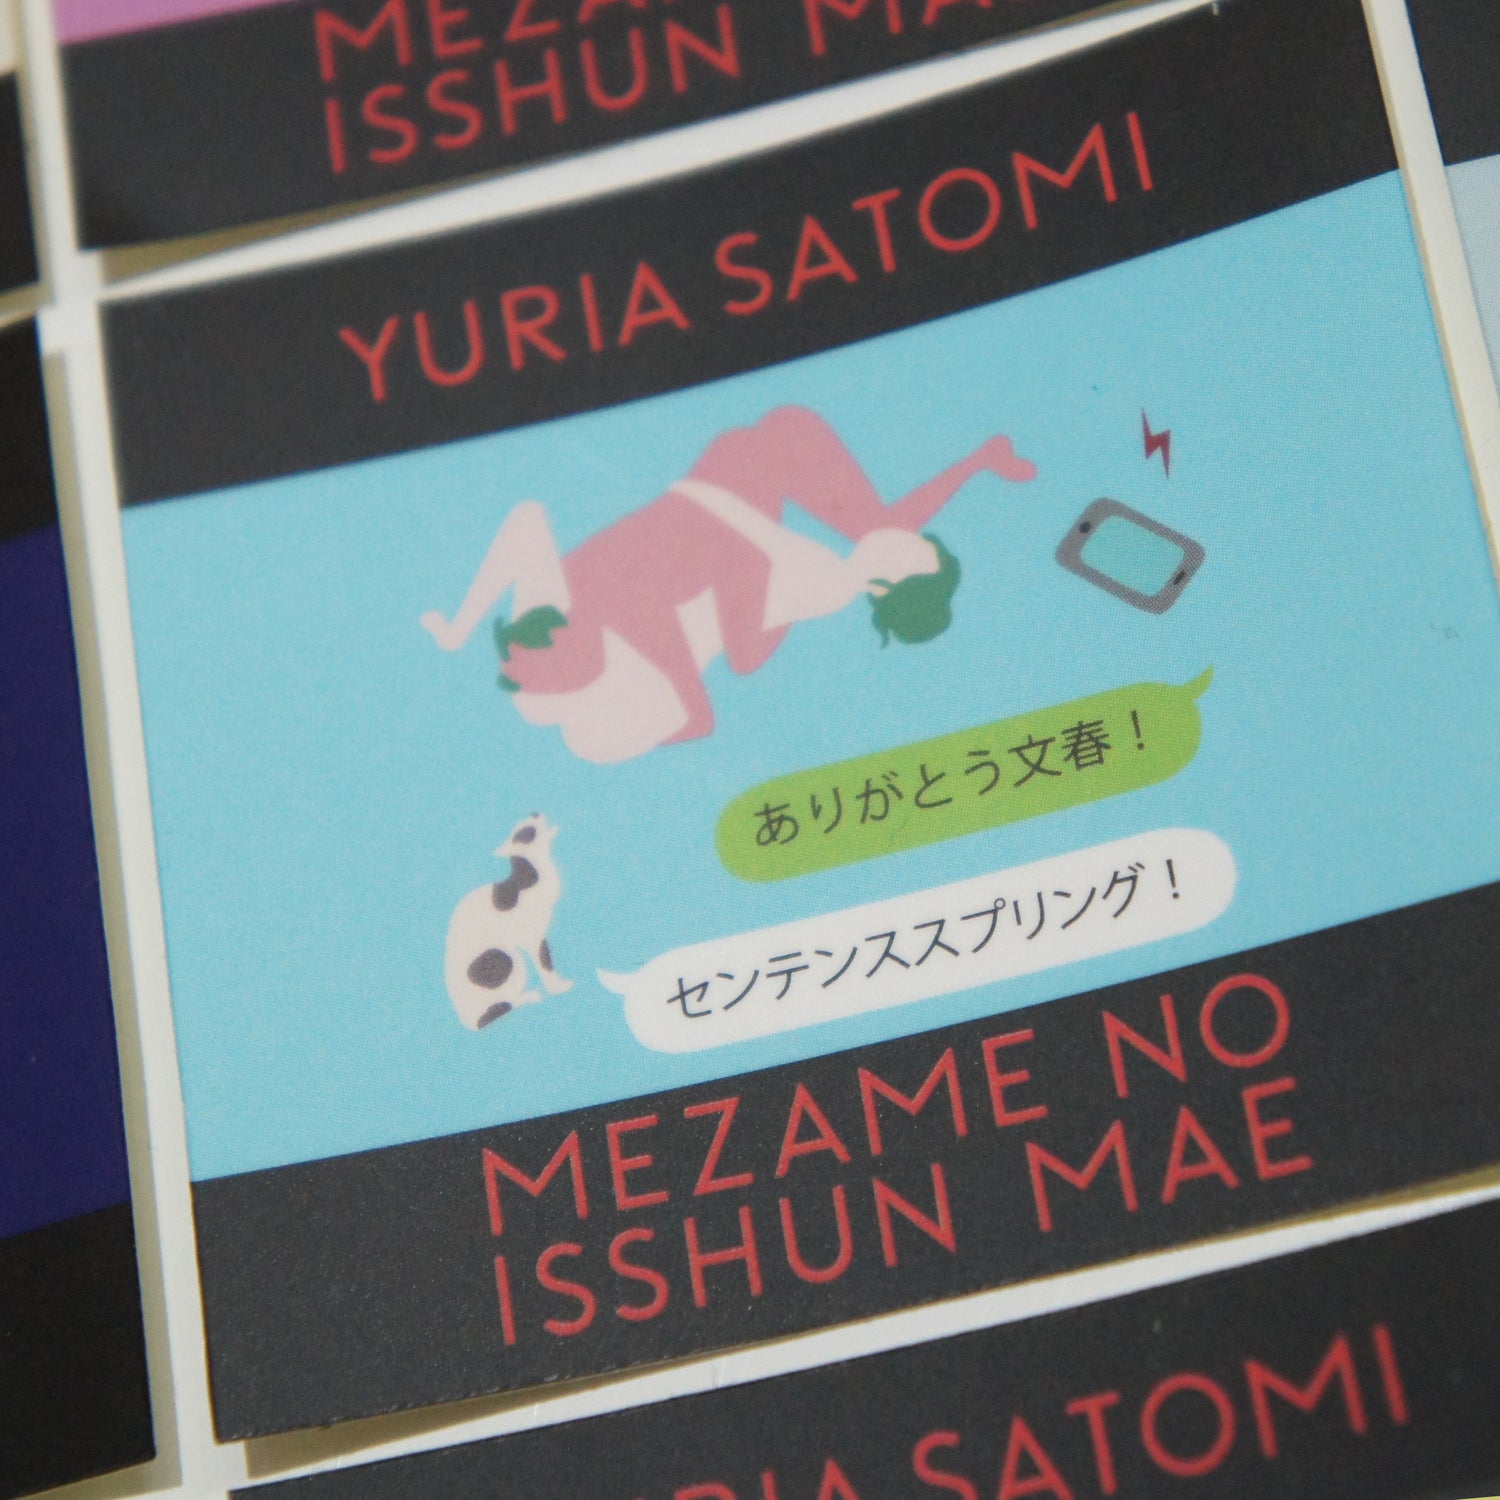 ISSHUN
YURIA SATOMI
ありがとう文春！
センテンススプリング！
MEZAME NO
ISSHUN MAE
SATOMI